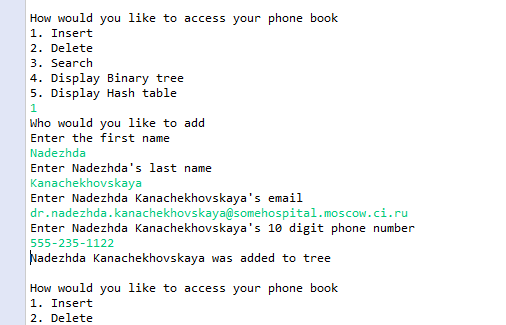 How would you like to access your phone book
1. Insert
2. Delete
3. Search
4. Display Binary tree
5. Display Hash table
1
Who would you like to add
Enter the first name
Nadezhda
Enter Nadezhda's last name
Kanachekhovskaya
Enter Nadezhda Kanachekhovskaya's email
dr.nadezhda.kanachekhovskaya@somehospital.moscow.ci.ru
Enter Nadezhda Kanachekhovskaya's 10 digit phone number
555-235-1122
Nadezhda Kanachekhovskaya was added to tree
How would you like to access your phone book
1. Insert
2. Delete